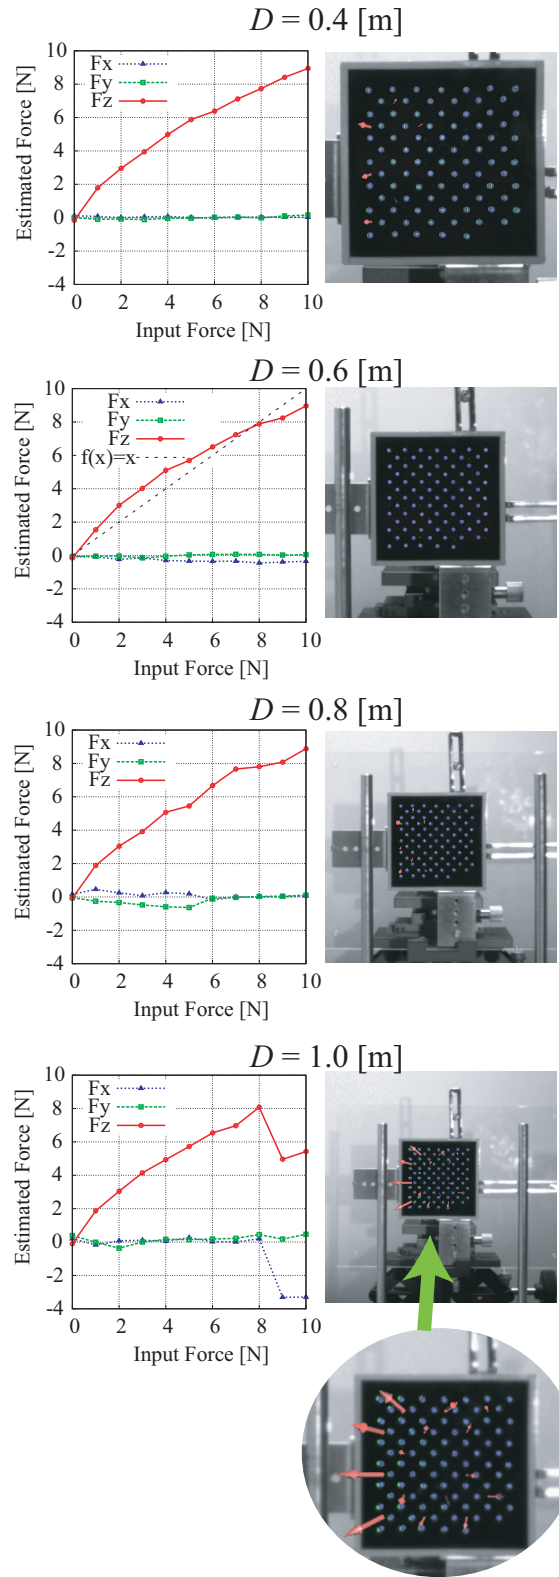 D = 0.4 [m]
Estimated Force [N]
10
8
6
4
2
0
-2
-4
Fx
Fy
Fz
0 2 4 6 8 10
Input Force [N]
D = 0.6 [m]
Estimated Force [N]
10
8
6
4
2
0
-2
-4
Fx
Fy
Fz
f(x)=x
0 2 4 6 8 10
Input Force [N]
D = 0.8 [m]
Estimated Force [N]
10
8
6
4
2
0
-2
-4
Fx
Fy
Fz
0 2 4 6 8 10
Input Force [N]
D = 1.0 [m]
Estimated Force [N]
10
8
6
4
2
0
-2
-4
Fx
Fy
Fz
0 2 4 6 8 10
Input Force [N]